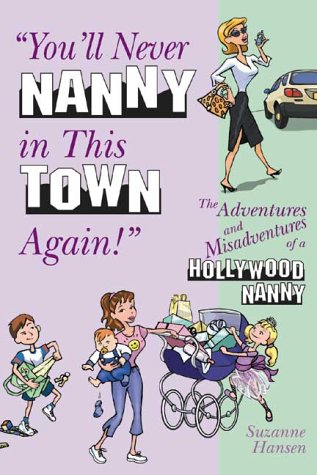 "You'll Never
NANNY
in This
TOWN
Again!"
The Adventures
and
Misadventures
of a
HOLLYWOOD
NANNY
Suzanne
Hansen